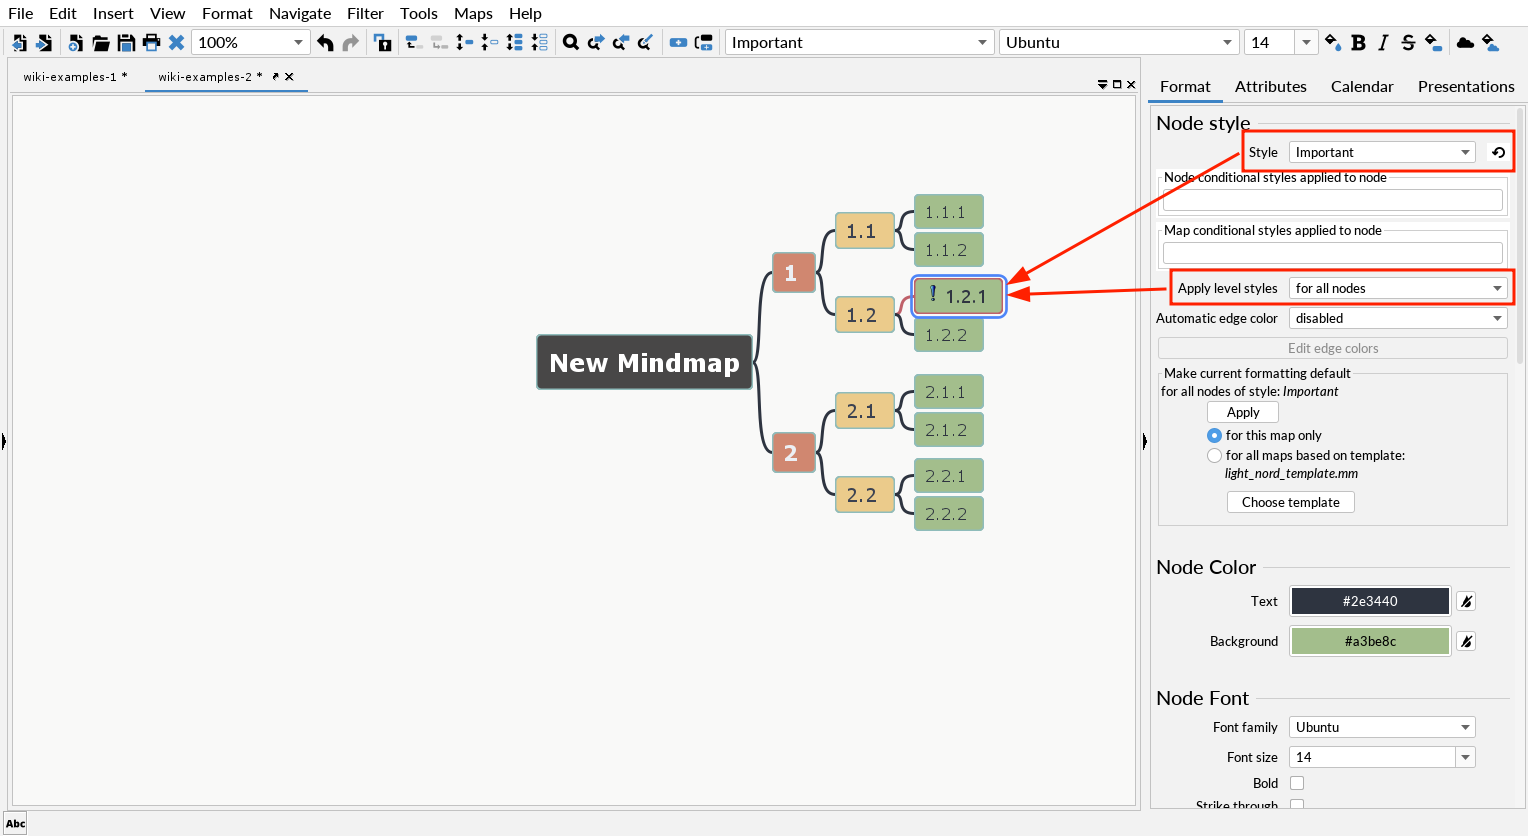 File Edit Insert View Format Navigate Filter Tools Maps Help
100% Important Ubuntu 14 B I S
wiki-examples-1 * wiki-examples-2 *
Format Attributes Calendar Presentations
New Mindmap
1
1.1
1.1.1
1.1.2
1.2
! 1.2.1
1.2.2
2
2.1
2.1.1
2.1.2
2.2
2.2.1
2.2.2
Node style
Style Important
Node conditional styles applied to node
Map conditional styles applied to node
Apply level styles for all nodes
Automatic edge color disabled
Edit edge colors
Make current formatting default
for all nodes of style: Important
Apply
for this map only
for all maps based on template:
light_nord_template.mm
Choose template
Node Color
Text #2e3440
Background #a3be8c
Node Font
Font family Ubuntu
Font size 14
Bold
Strike through
Abc